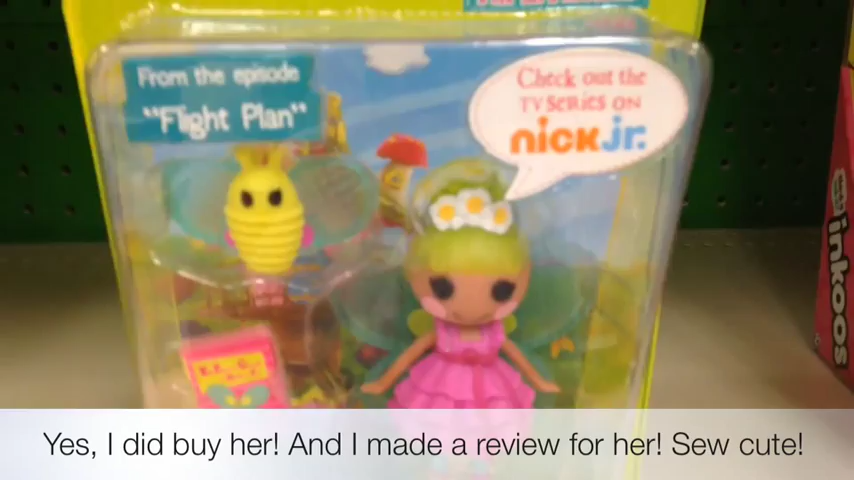 From the episode
"Flight Plan"
Check out the
TV SERIES ON
nick jr.
inkoos
Yes, I did buy her! And I made a review for her! Sew cute!